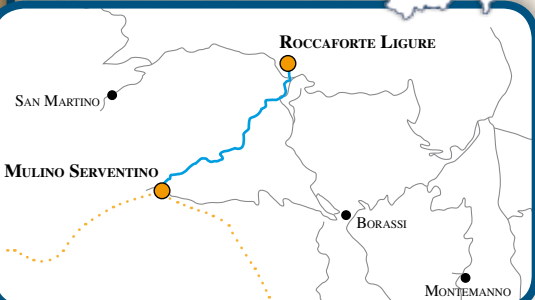 ROCCAFORTE LIGURE
SAN MARTINO
MULINO SERVENTINO
BORASSI
MONTEMANNO